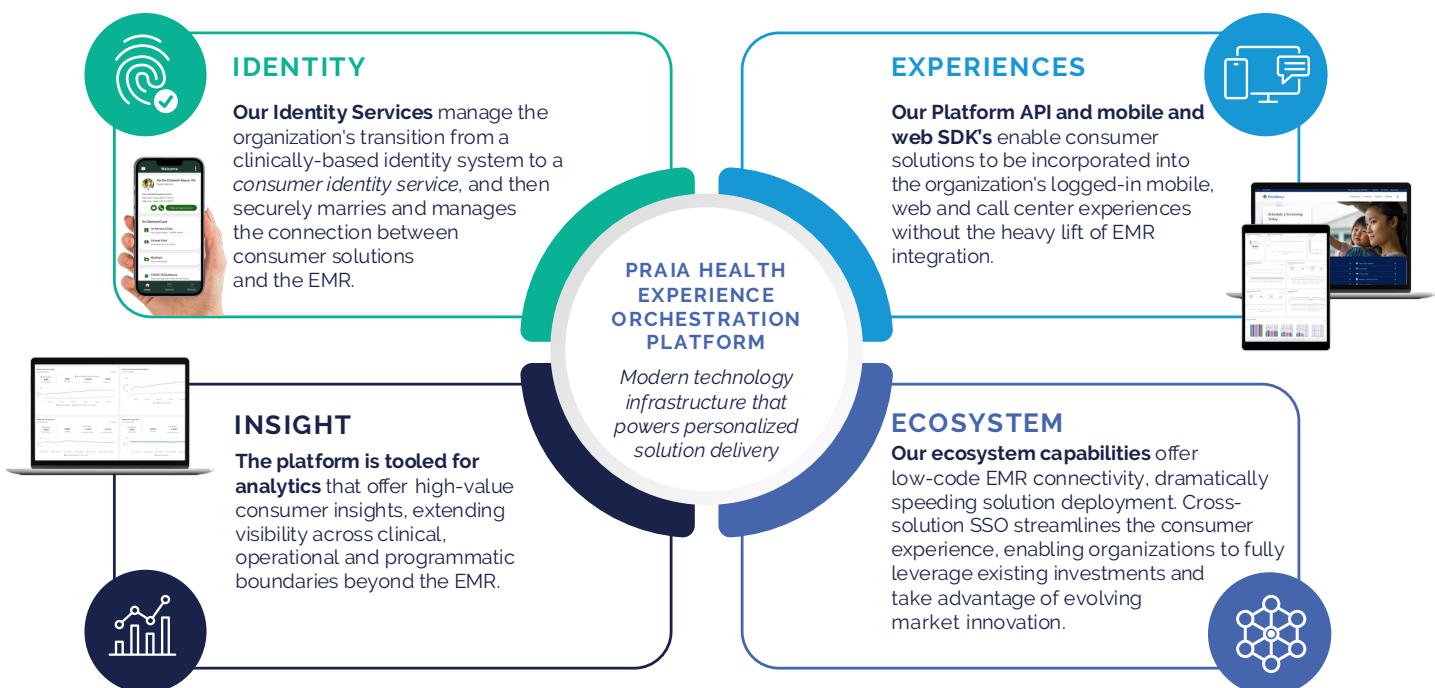 IDENTITY
Our Identity Services manage the
organization's transition from a
clinically-based identity system to a
consumer identity service, and then
securely marries and manages
the connection between
consumer solutions
and the EMR.
Welcome
EXPERIENCES
Our Platform API and mobile and
web SDK's enable consumer
solutions to be incorporated into
the organization's logged-in mobile,
web and call center experiences
without the heavy lift of EMR
integration.
Schedule a Screening
Today
PRAIA HEALTH
EXPERIENCE
ORCHESTRATION
PLATFORM
Modern technology
infrastructure that
powers personalized
solution delivery
INSIGHT
The platform is tooled for
analytics that offer high-value
consumer insights, extending
visibility across clinical,
operational and programmatic
boundaries beyond the EMR.
ECOSYSTEM
Our ecosystem capabilities offer
low-code EMR connectivity, dramatically
speeding solution deployment. Cross-
solution SSO streamlines the consumer
experience, enabling organizations to fully
leverage existing investments and
take advantage of evolving
market innovation.